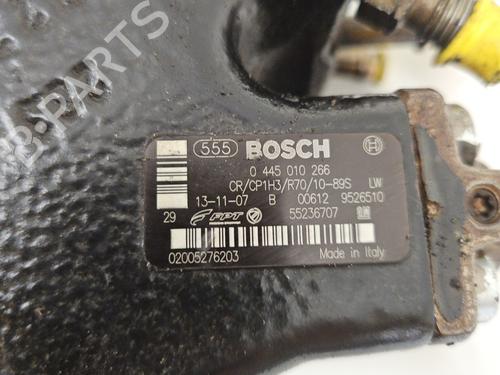 B-PARTS
555 BOSCH
0 445 010 266
CR/CP1H3/R70/10-89S LW
13-11-07 B 00612 9526510
29 FPT 55236707 GM
02005276203 Made in Italy